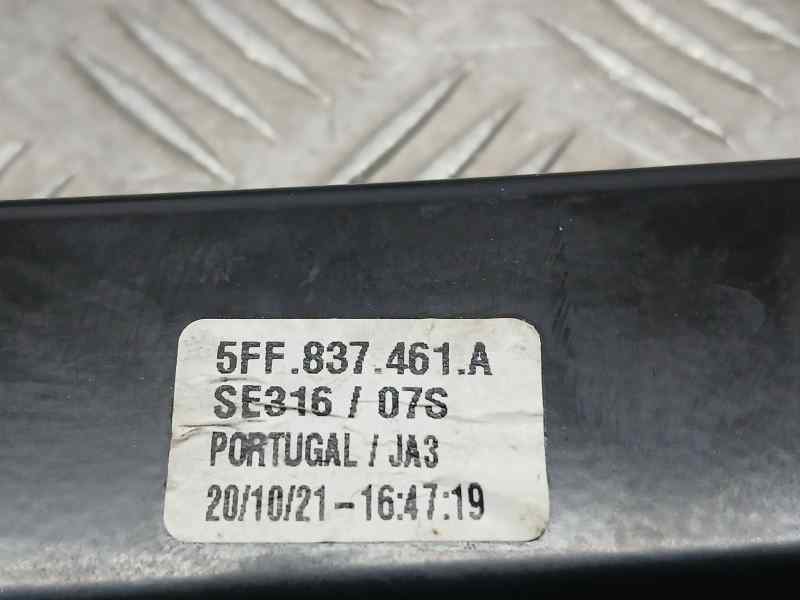 5FF.837.461.A
SE316 / 07S
PORTUGAL / JA3
20/10/21-16:47:19